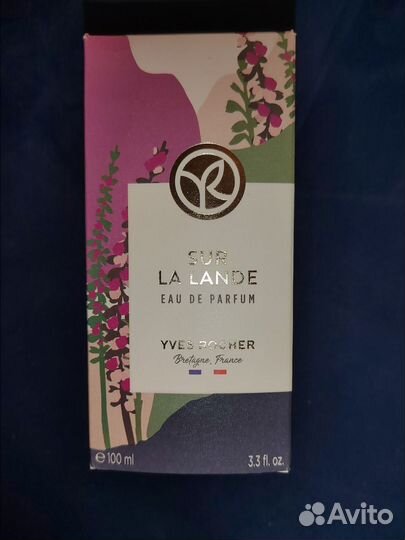 SUR
LA LANDE
EAU DE PARFUM
YVES ROCHER
Bretagne, France
℮ 100 ml
3.3 fl. oz.
Avito